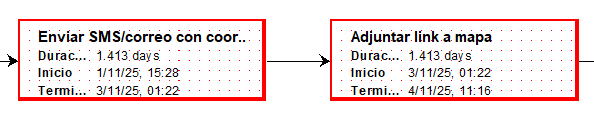 Envíar SMS/correo con coor..
Durac... 1.413 days
Inicio 1/11/25, 15:28
Termi... 3/11/25, 01:22
Adjuntar link a mapa
Durac... 1.413 days
Inicio 3/11/25, 01:22
Termi... 4/11/25, 11:16